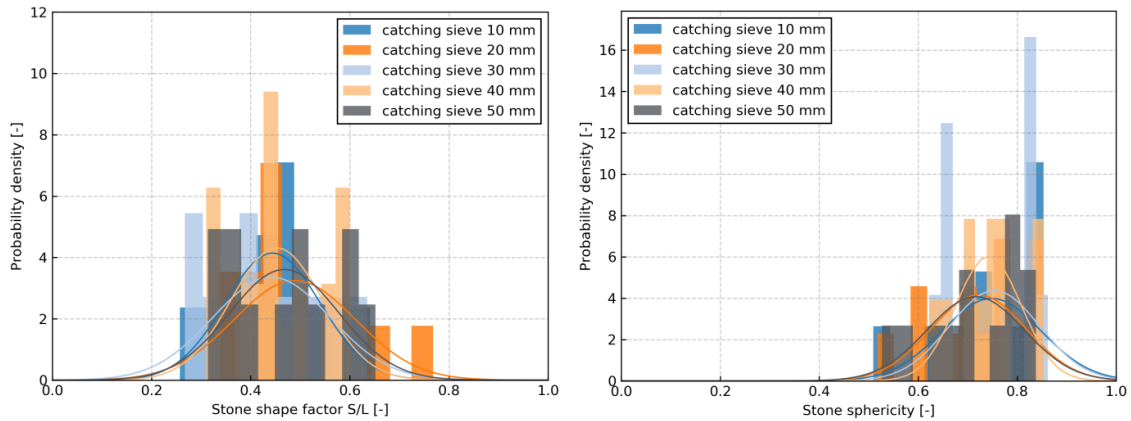 12
10
8
6
4
2
0
0.0 0.2 0.4 0.6 0.8 1.0
Probability density [-]
Stone shape factor S/L [-]
catching sieve 10 mm
catching sieve 20 mm
catching sieve 30 mm
catching sieve 40 mm
catching sieve 50 mm
16
14
12
10
8
6
4
2
0
0.0 0.2 0.4 0.6 0.8 1.0
Probability density [-]
Stone sphericity [-]
catching sieve 10 mm
catching sieve 20 mm
catching sieve 30 mm
catching sieve 40 mm
catching sieve 50 mm